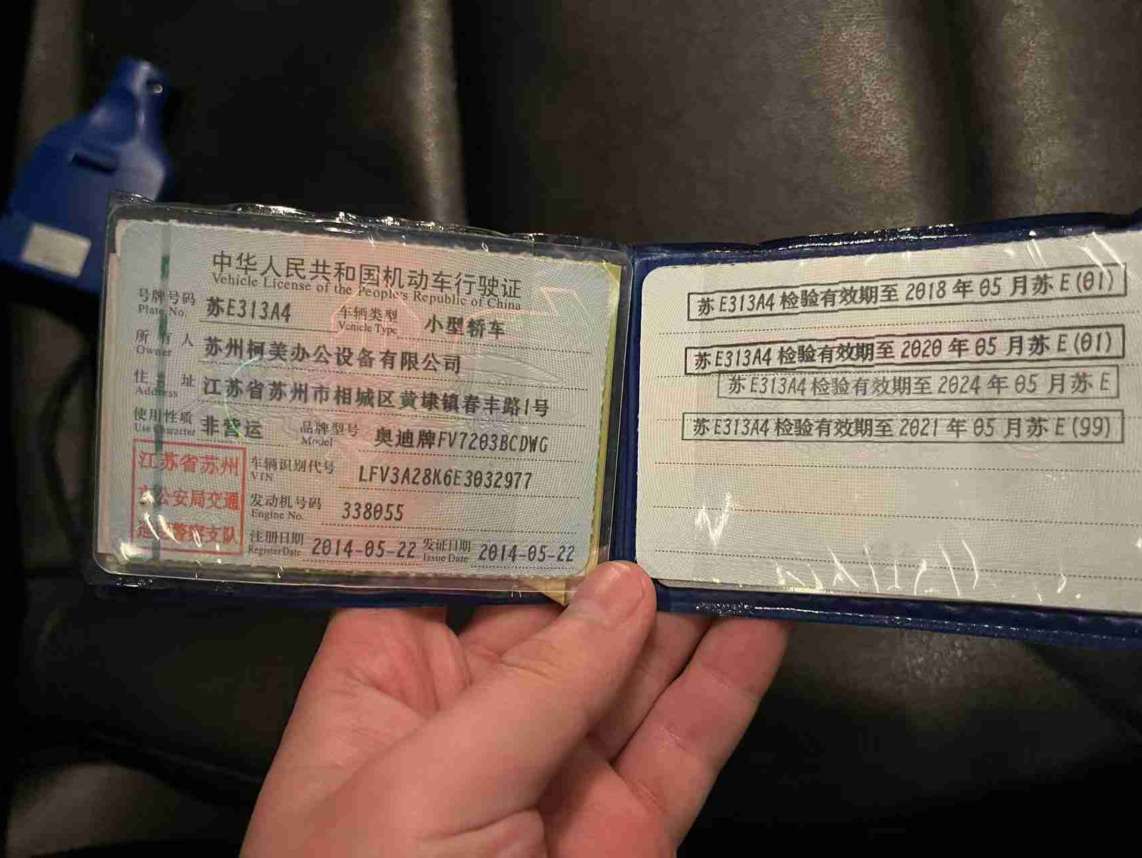 中华人民共和国机动车行驶证
Vehicle License of the People's Republic of China
号牌号码 Plate No. 苏E313A4 车辆类型 Vehicle Type 小型轿车
所有人 Owner 苏州柯美办公设备有限公司
住址 Address 江苏省苏州市相城区黄埭镇春丰路1号
使用性质 Use Character 非营运 品牌型号 Model 奥迪牌FV7203BCDWG
江苏省苏州
公安局交通
警察支队
车辆识别代号 VIN LFV3A28K6E3032977
发动机号码 Engine No. 338055
注册日期 Register Date 2014-05-22 发证日期 Issue Date 2014-05-22
苏E313A4 检验有效期至 2018 年 05 月苏 E (01)
苏E313A4 检验有效期至 2020 年 05 月苏 E (01)
苏E313A4 检验有效期至 2024 年 05 月苏 E
苏E313A4 检验有效期至 2021 年 05 月苏 E (99)